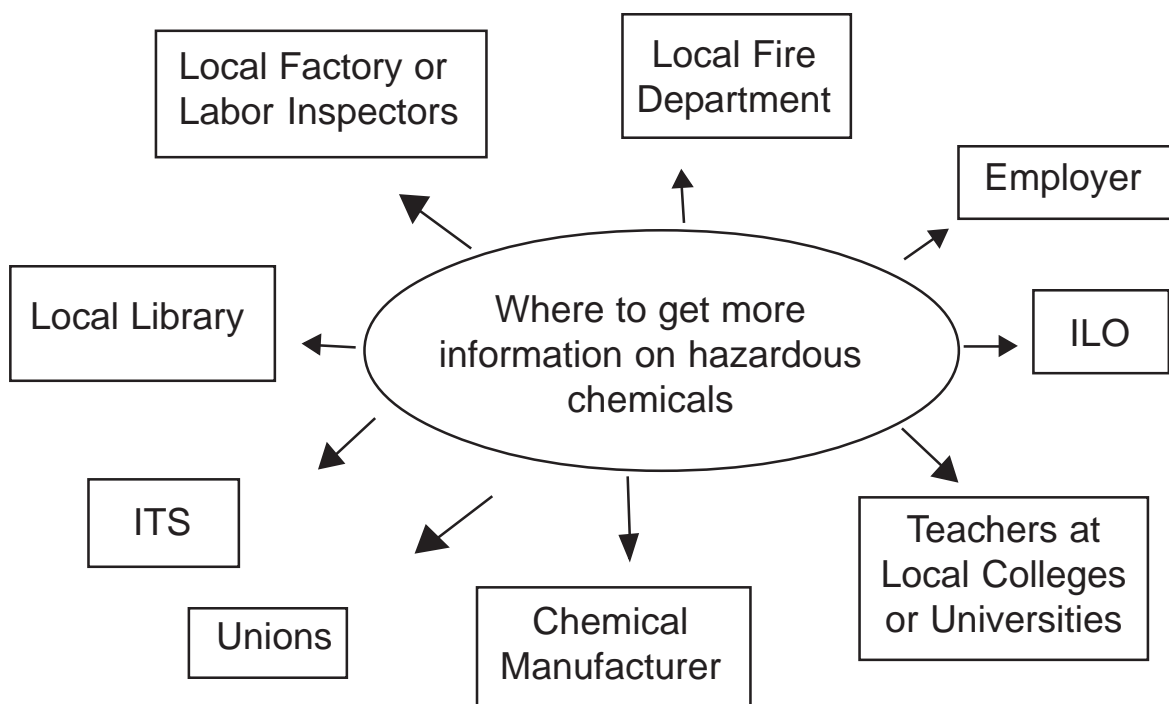 Local Factory or
Labor Inspectors
Local Fire
Department
Employer
Local Library
Where to get more
information on hazardous
chemicals
ILO
ITS
Teachers at
Local Colleges
or Universities
Unions
Chemical
Manufacturer